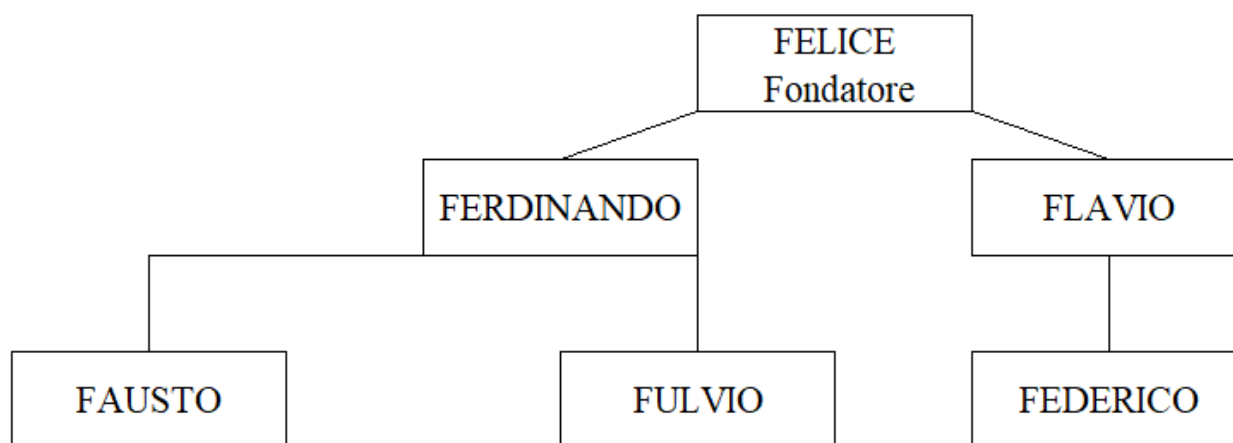 FELICE
Fondatore
FERDINANDO
FLAVIO
FAUSTO
FULVIO
FEDERICO